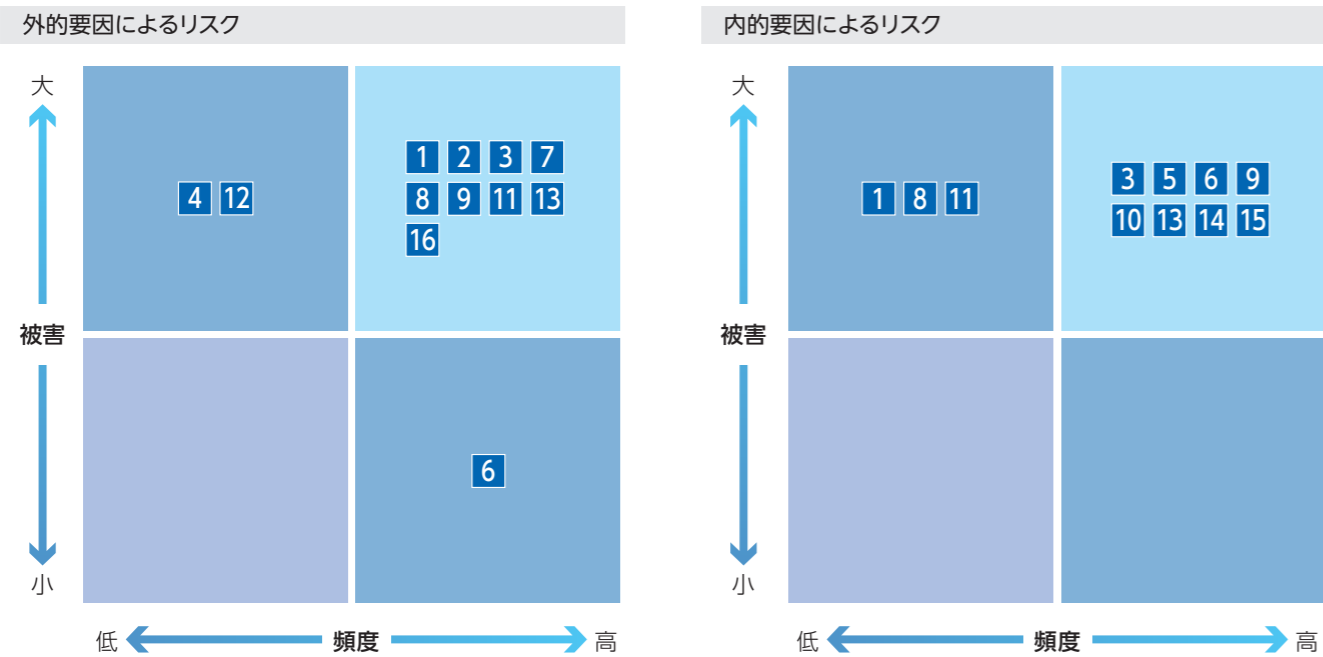 外的要因によるリスク
大
4 12
1 2 3 7
8 9 11 13
16
被害
6
小
低 頻度 高
内的要因によるリスク
大
1 8 11
3 5 6 9
10 13 14 15
被害
小
低 頻度 高